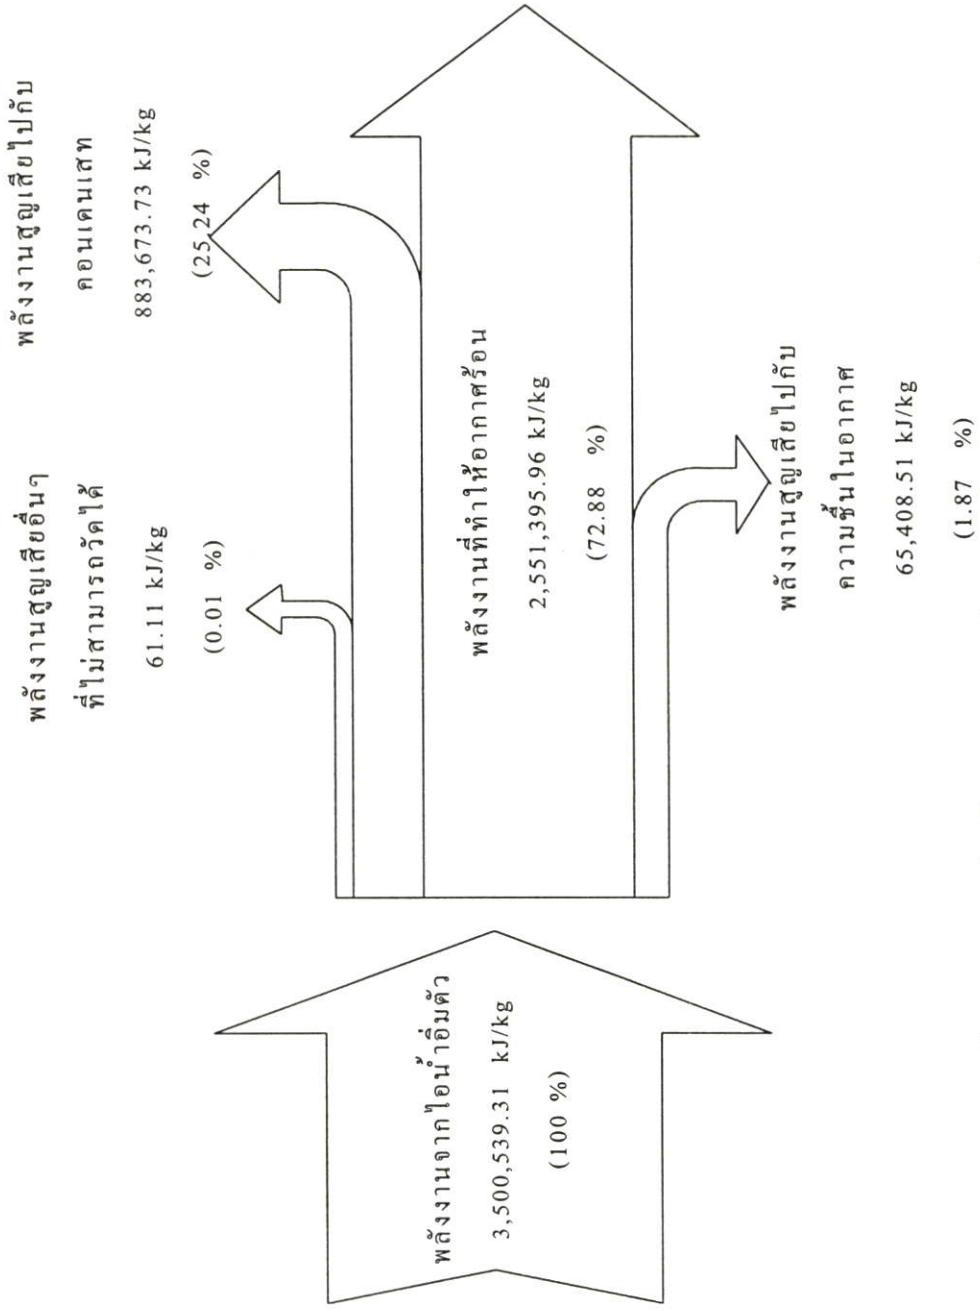 พลังงานจากไอน้ำอิ่มตัว
3,500,539.31 kJ/kg
(100 %)
พลังงานสูญเสียอื่นๆ
ที่ไม่สามารถวัดได้
61.11 kJ/kg
(0.01 %)
พลังงานสูญเสียไปกับ
คอนเดนเสท
883,673.73 kJ/kg
(25.24 %)
พลังงานที่ทำให้อากาศร้อน
2,551,395.96 kJ/kg
(72.88 %)
พลังงานสูญเสียไปกับ
ความชื้นในอากาศ
65,408.51 kJ/kg
(1.87 %)